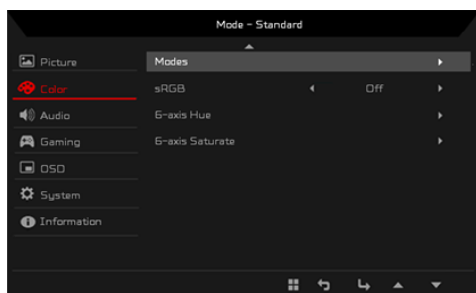 Mode - Standard
Picture
Modes
Color
sRGB Off
Audio
6-axis Hue
Gaming
6-axis Saturate
OSD
System
Information